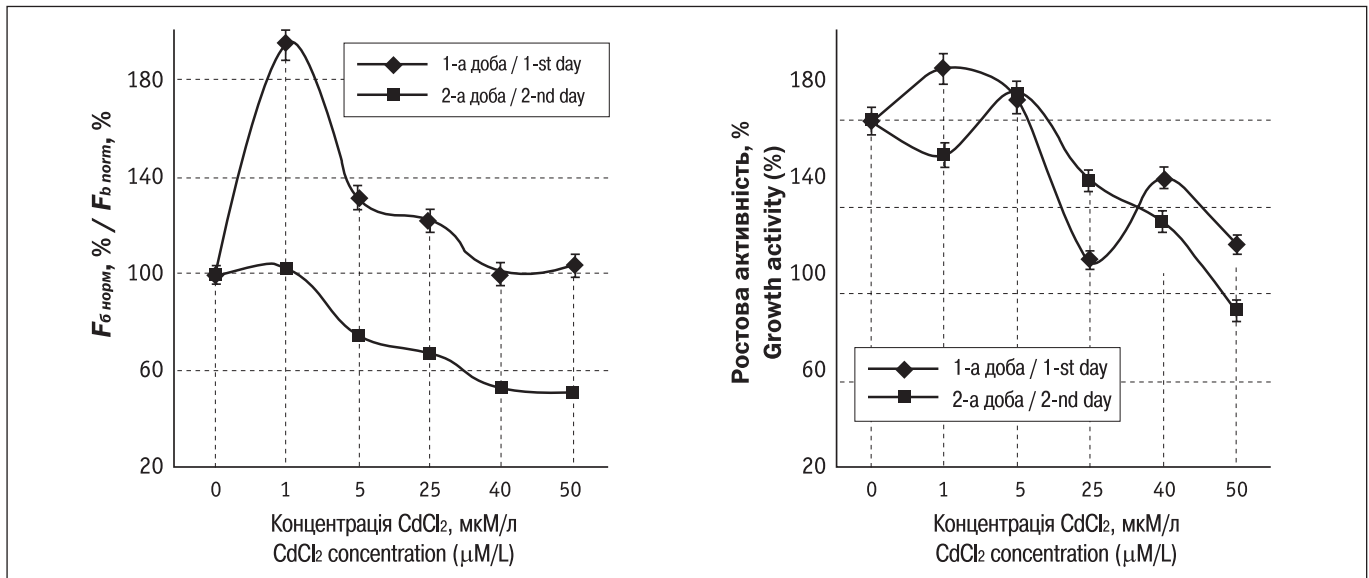 F б норм, % / F b norm, %
180
140
100
60
20
1-а доба / 1-st day
2-а доба / 2-nd day
0 1 5 25 40 50
Концентрація CdCl2, мкМ/л
CdCl2 concentration (μM/L)
Ростова активність, %
Growth activity (%)
180
140
100
60
20
1-а доба / 1-st day
2-а доба / 2-nd day
0 1 5 25 40 50
Концентрація CdCl2, мкМ/л
CdCl2 concentration (μM/L)